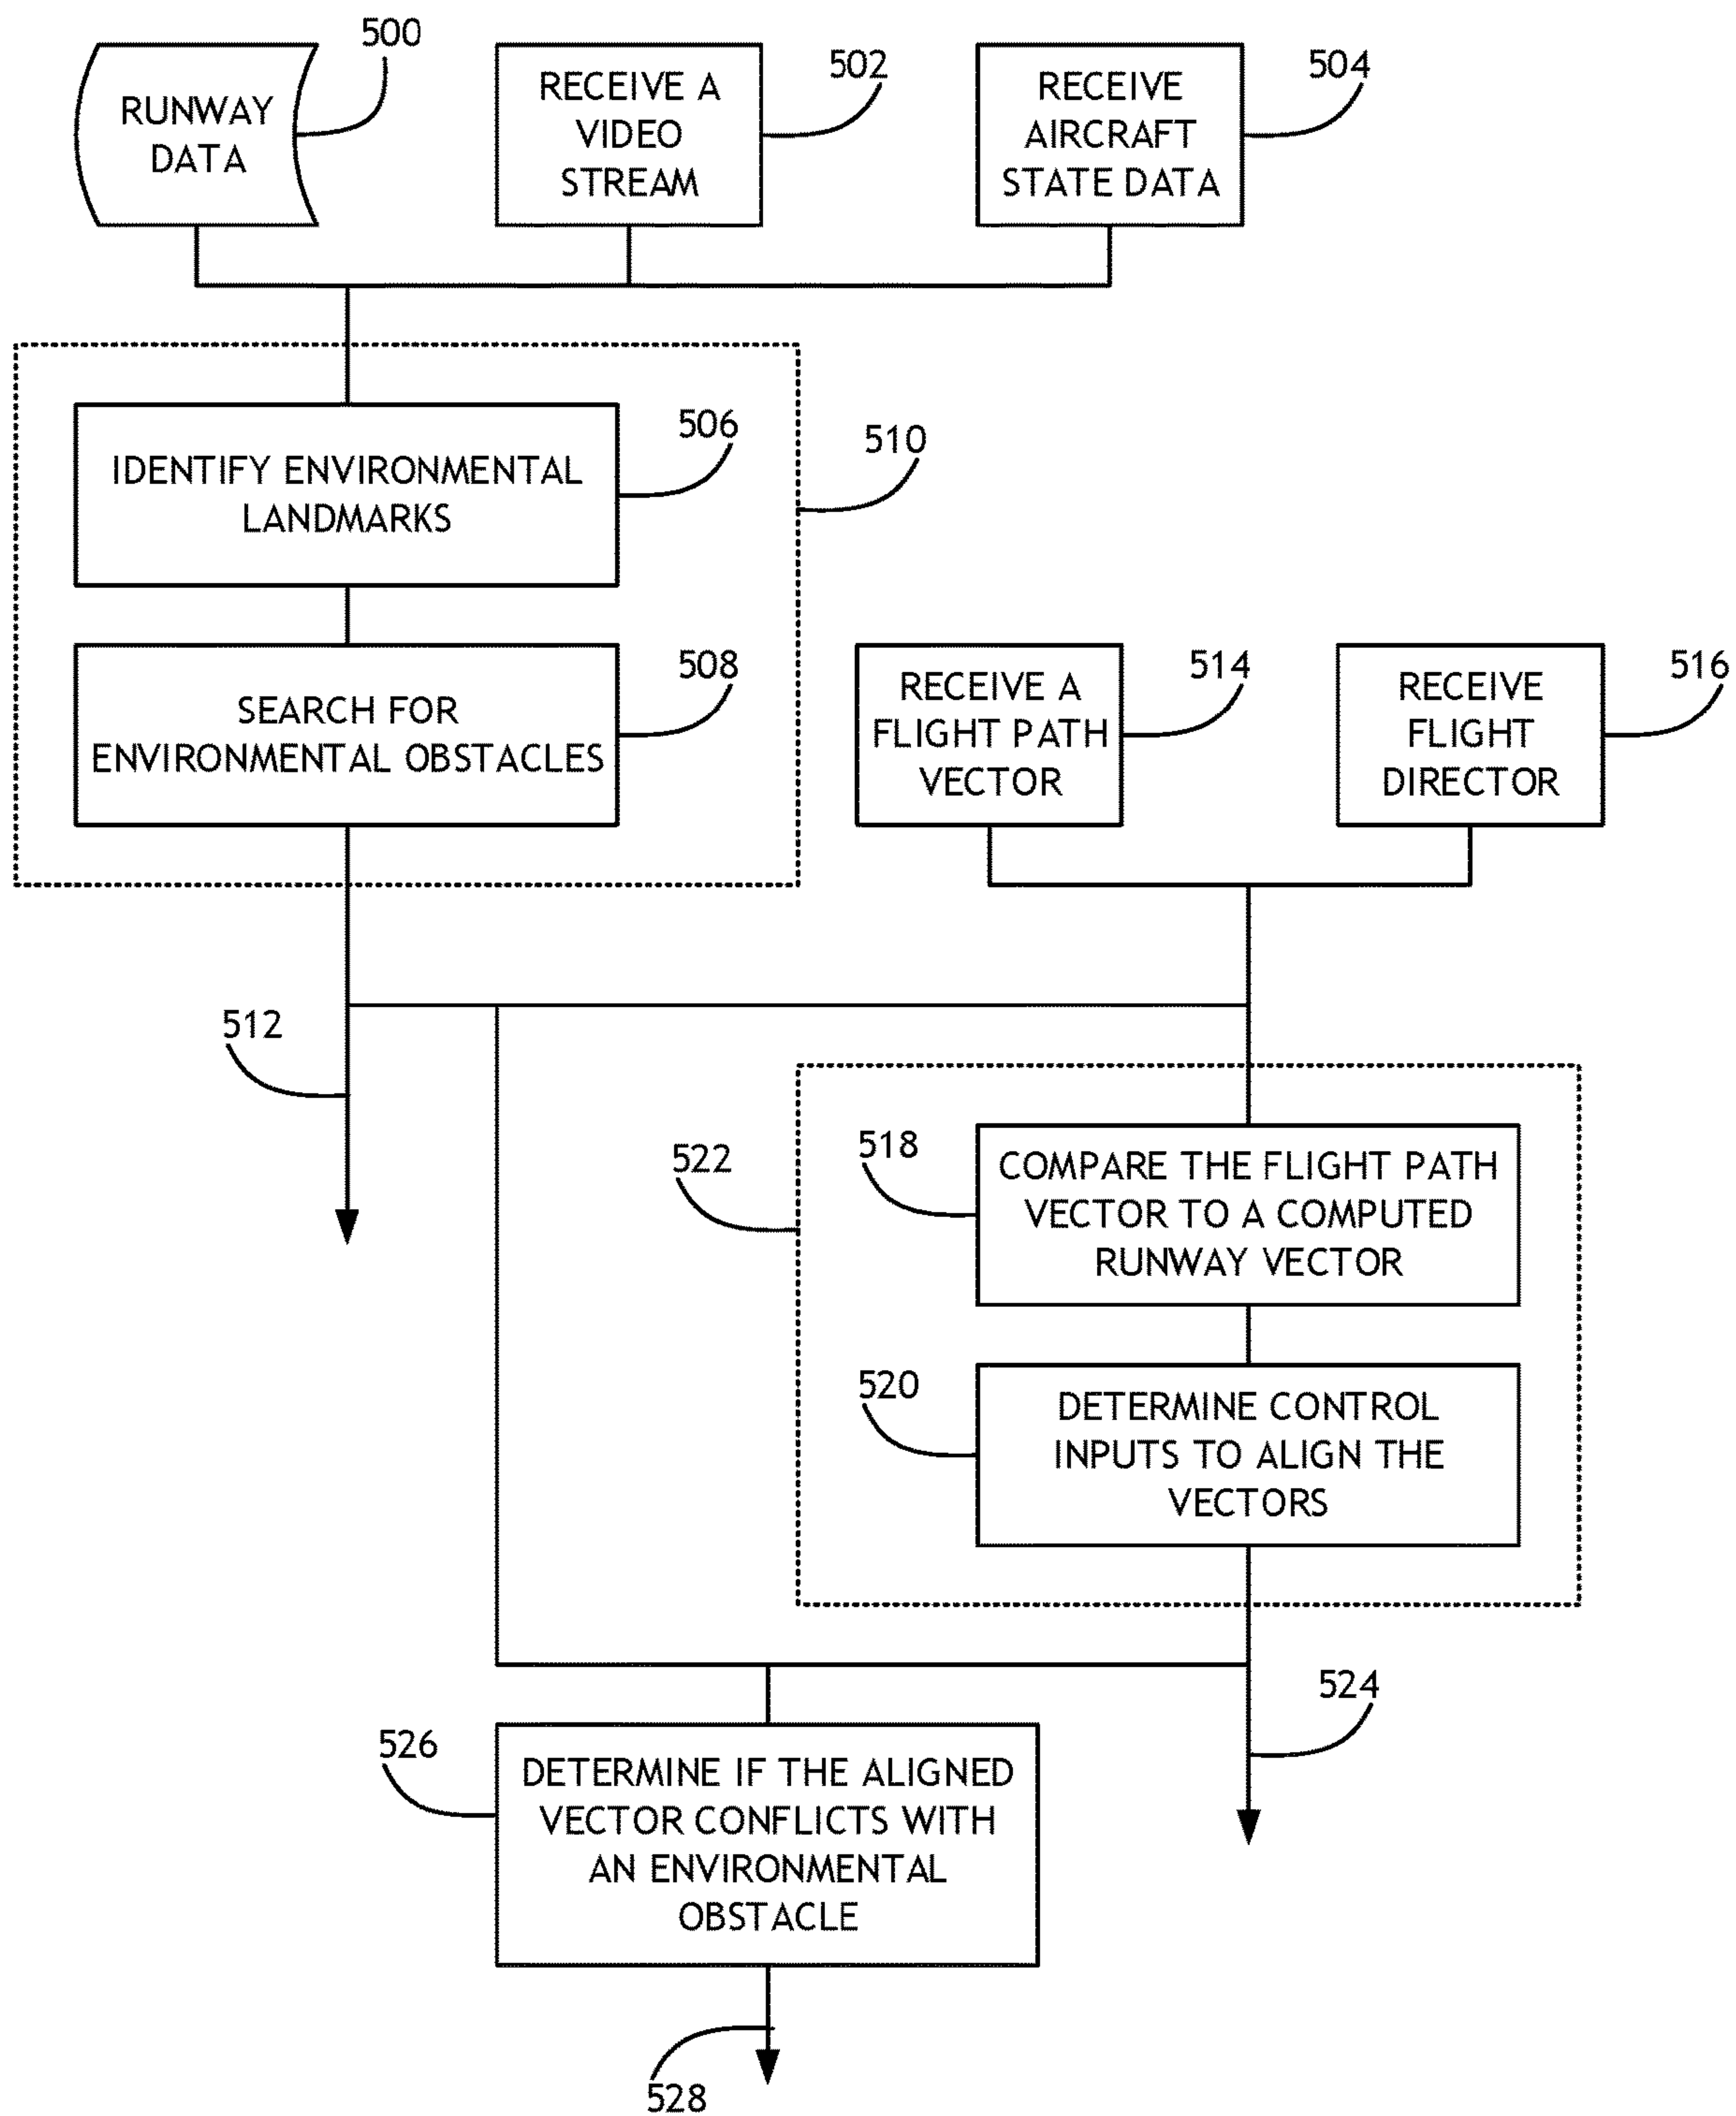 500
RUNWAY
DATA
502
RECEIVE A
VIDEO
STREAM
504
RECEIVE
AIRCRAFT
STATE DATA
506
IDENTIFY ENVIRONMENTAL
LANDMARKS
510
508
SEARCH FOR
ENVIRONMENTAL OBSTACLES
514
RECEIVE A
FLIGHT PATH
VECTOR
516
RECEIVE
FLIGHT
DIRECTOR
512
522
518
COMPARE THE FLIGHT PATH
VECTOR TO A COMPUTED
RUNWAY VECTOR
520
DETERMINE CONTROL
INPUTS TO ALIGN THE
VECTORS
524
526
DETERMINE IF THE ALIGNED
VECTOR CONFLICTS WITH
AN ENVIRONMENTAL
OBSTACLE
528